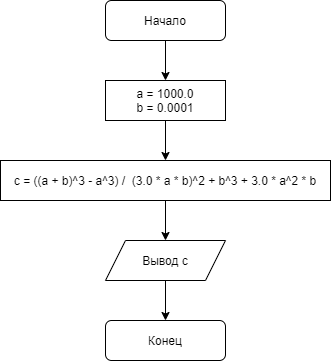 Начало
a = 1000.0
b = 0.0001
c = ((a + b)^3 - a^3) /  (3.0 * a * b)^2 + b^3 + 3.0 * a^2 * b
Вывод c
Конец